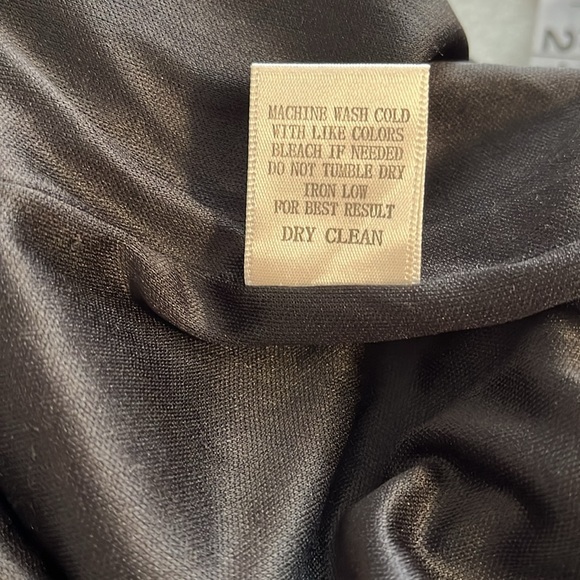 MACHINE WASH COLD
WITH LIKE COLORS
BLEACH IF NEEDED
DO NOT TUMBLE DRY
IRON LOW
FOR BEST RESULT
DRY CLEAN
2